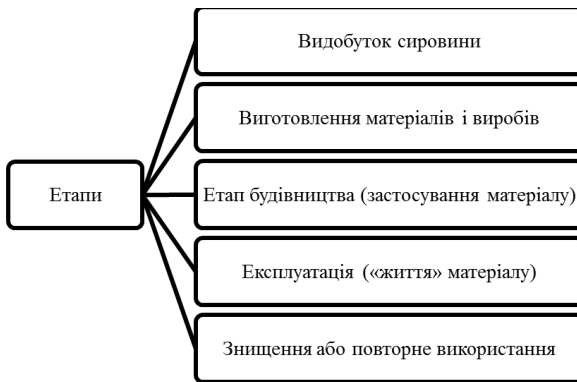 Етапи
Видобуток сировини
Виготовлення матеріалів і виробів
Етап будівництва (застосування матеріалу)
Експлуатація («життя» матеріалу)
Знищення або повторне використання